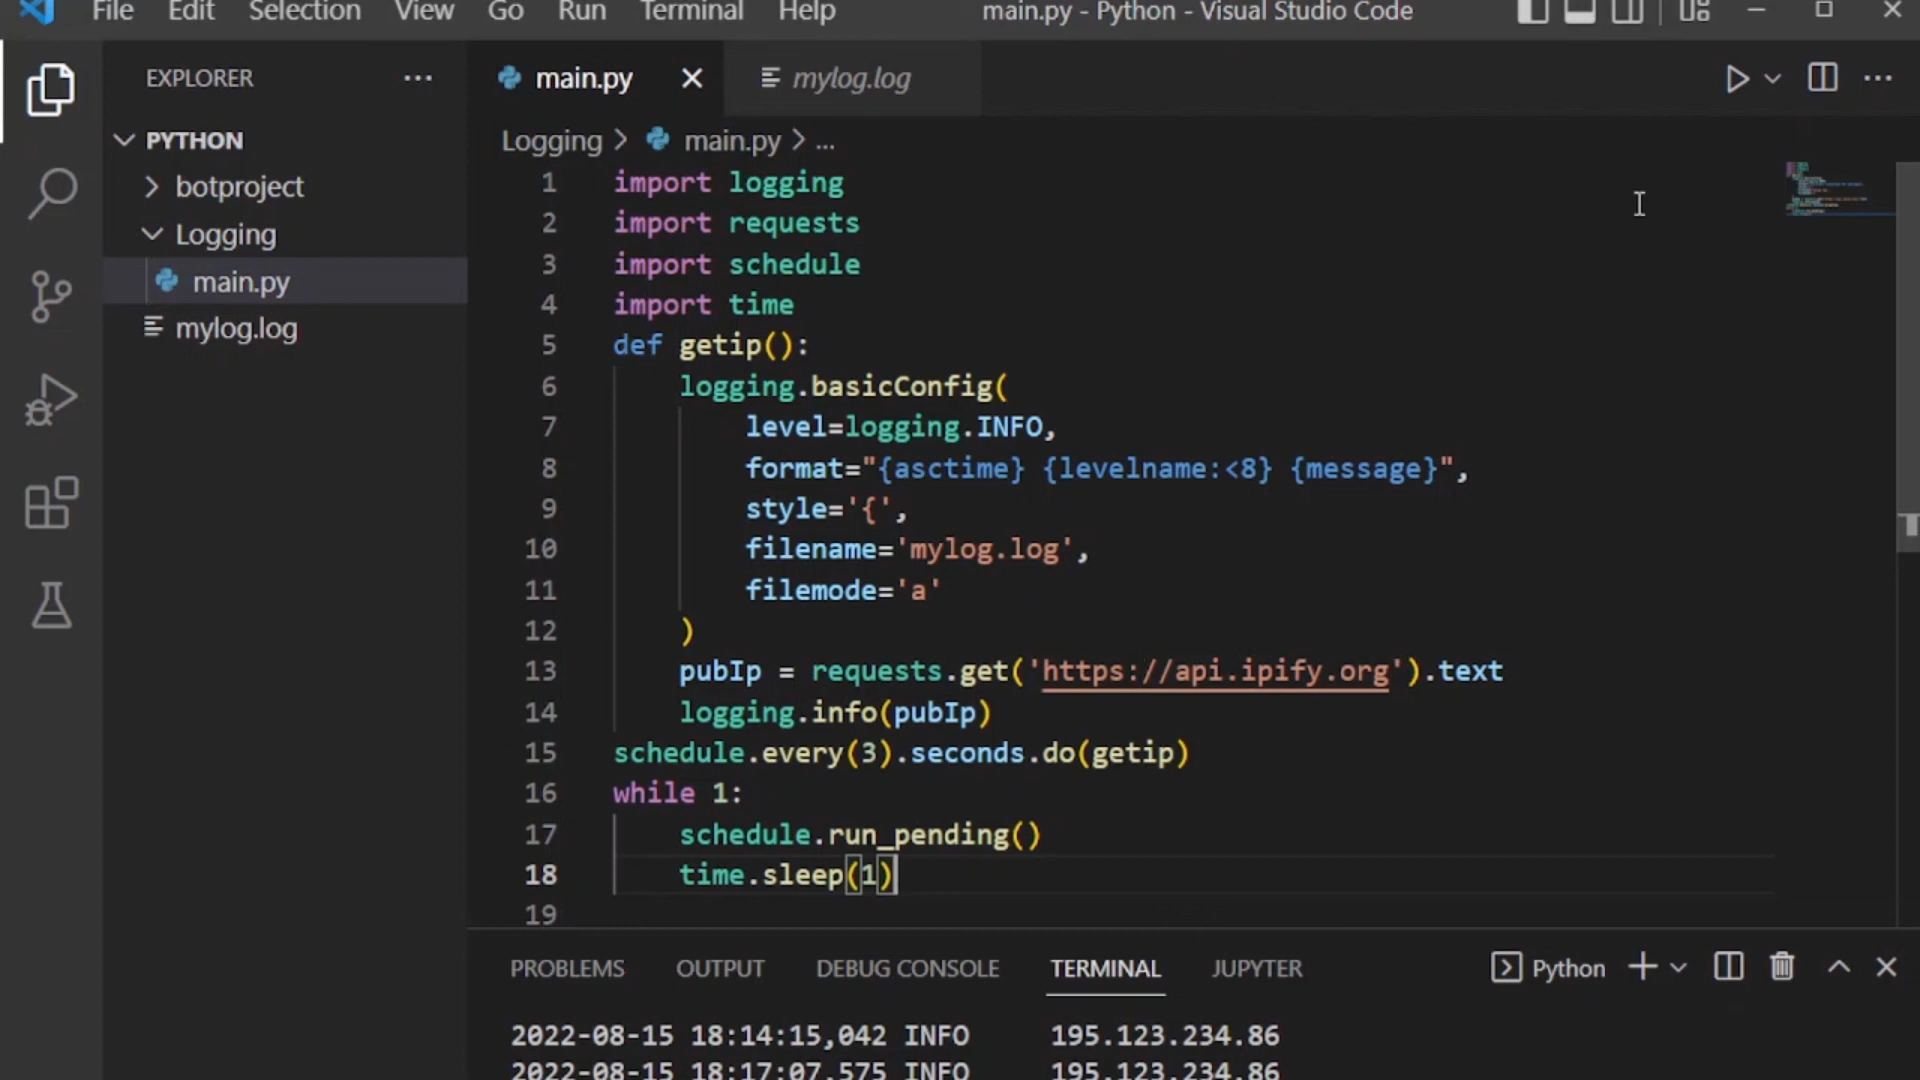 File Edit Selection View Go Run Terminal Help main.py - Python - Visual Studio Code
EXPLORER ...
main.py
mylog.log
PYTHON
botproject
Logging
main.py
mylog.log
Logging > main.py > ...
1 import logging
2 import requests
3 import schedule
4 import time
5 def getip():
6 logging.basicConfig(
7 level=logging.INFO,
8 format="{asctime} {levelname:<8} {message}",
9 style='{',
10 filename='mylog.log',
11 filemode='a'
12 )
13 pubIp = requests.get('https://api.ipify.org').text
14 logging.info(pubIp)
15 schedule.every(3).seconds.do(getip)
16 while 1:
17 schedule.run_pending()
18 time.sleep(1)
19
PROBLEMS OUTPUT DEBUG CONSOLE TERMINAL JUPYTER Python
2022-08-15 18:14:15,042 INFO 195.123.234.86
2022-08-15 18:17:07,575 INFO 195.123.234.86